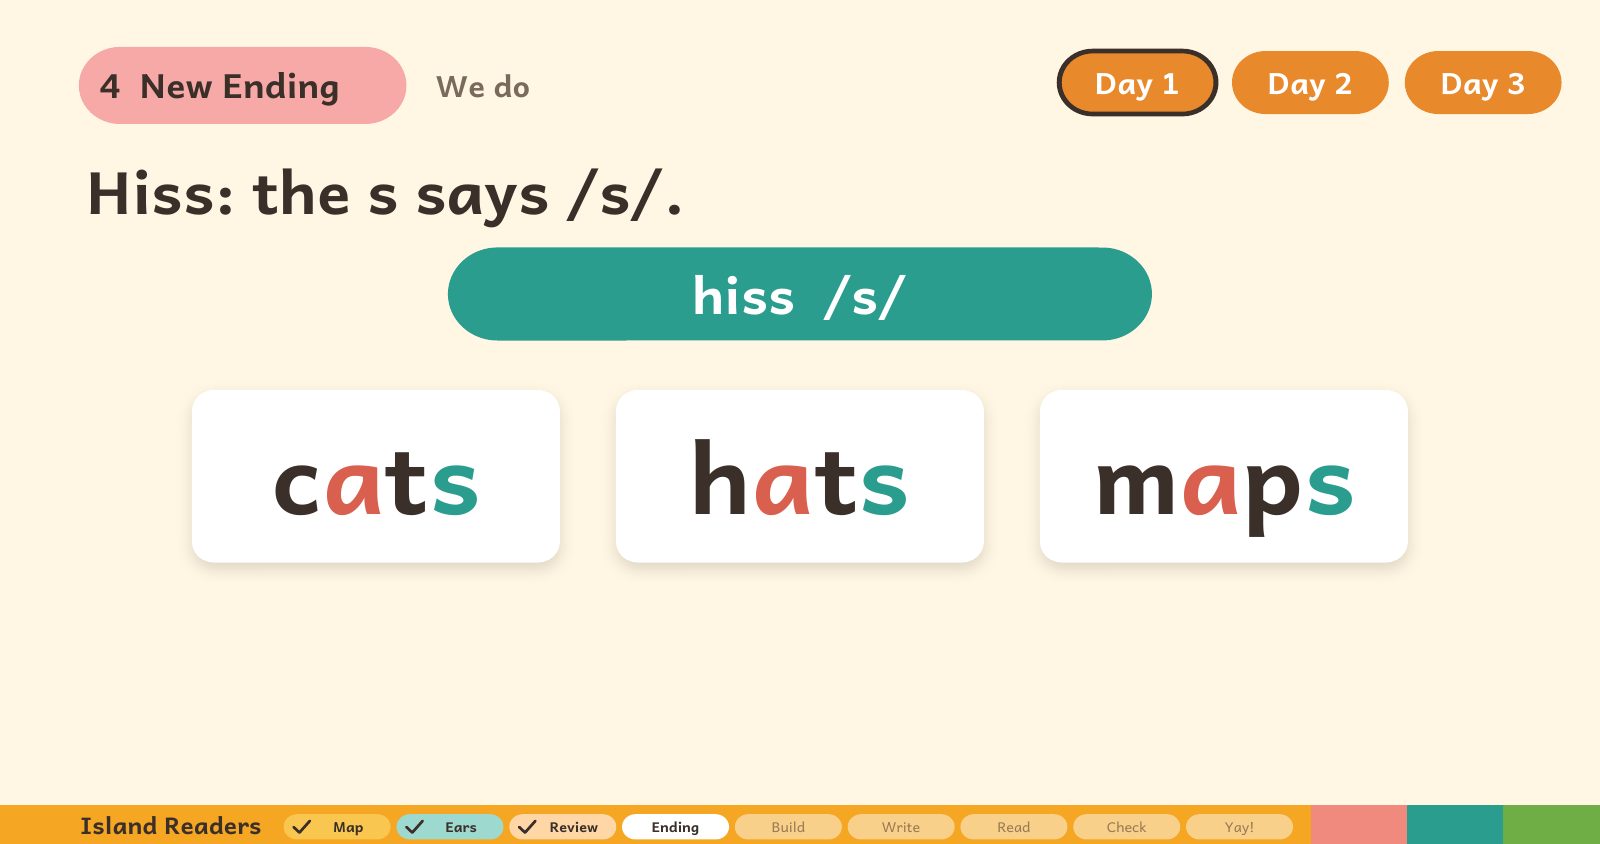 4 New Ending We do Day 1 Day 2 Day 3
Hiss: the s says /s/.
hiss /s/
cats hats maps
Island Readers Map Ears Review Ending Build Write Read Check Yay!